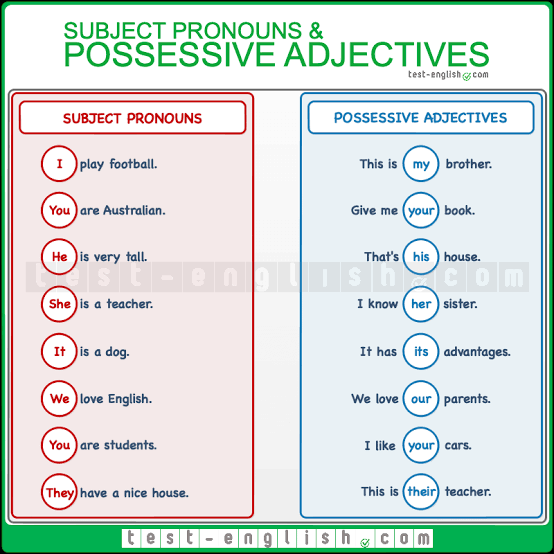 SUBJECT PRONOUNS &
POSSESSIVE ADJECTIVES
test-english.com
SUBJECT PRONOUNS
I play football.
You are Australian.
He is very tall.
She is a teacher.
It is a dog.
We love English.
You are students.
They have a nice house.
POSSESSIVE ADJECTIVES
This is my brother.
Give me your book.
That's his house.
I know her sister.
It has its advantages.
We love our parents.
I like your cars.
This is their teacher.
test-english.com
test-english.com